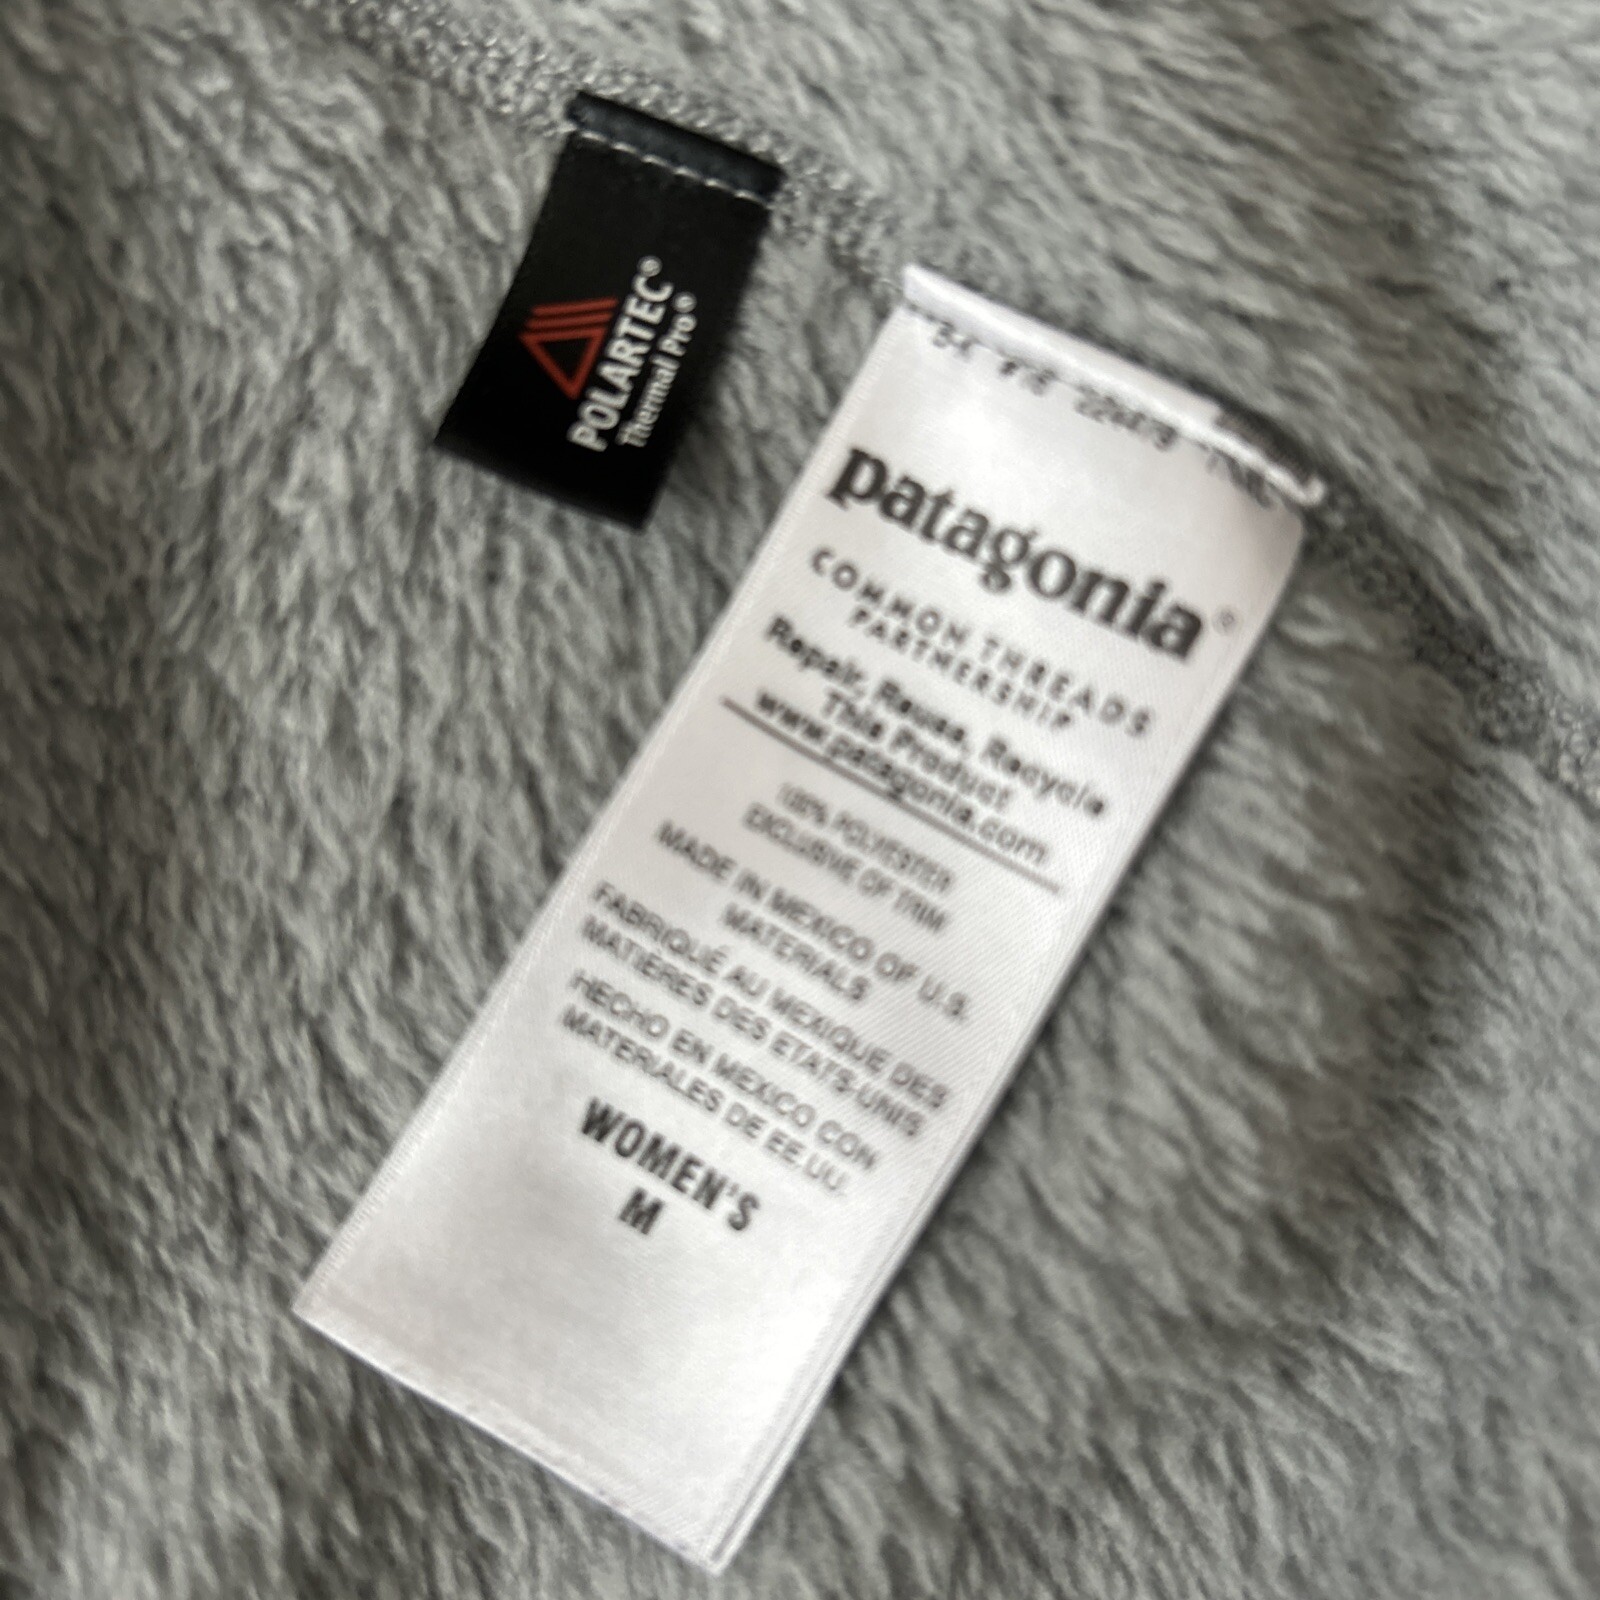 POLARTEC®
Thermal Pro®
patagonia®
COMMON THREADS
PARTNERSHIP
Repair, Reuse, Recycle
This Product
www.patagonia.com
100% POLYESTER
EXCLUSIVE OF TRIM
MADE IN MEXICO OF U.S.
MATERIALS
FABRIQUÉ AU MEXIQUE DES
MATIÈRES DES ETATS-UNIS
HECHO EN MEXICO CON
MATERIALES DE EE.UU.
WOMEN'S
M